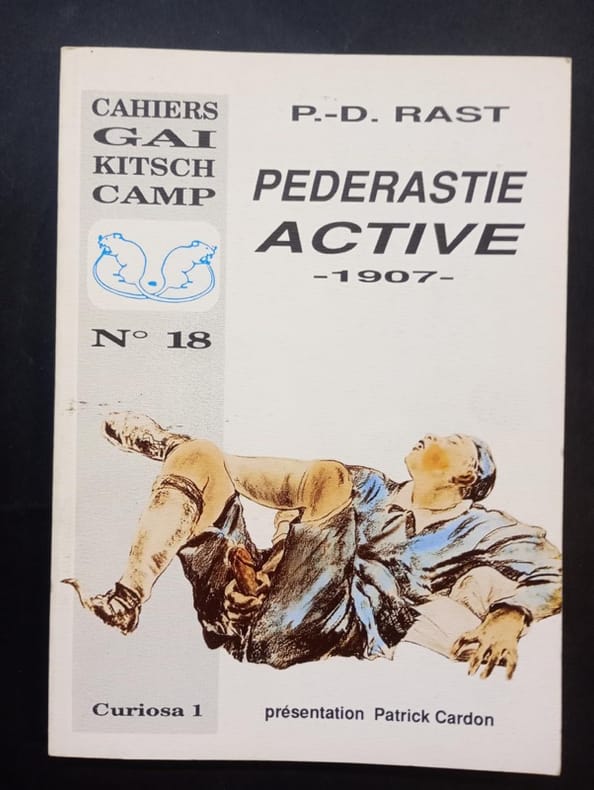 CAHIERS
GAI
KITSCH
CAMP
N° 18
P.-D. RAST
PEDERASTIE
ACTIVE
-1907-
Curiosa 1
présentation Patrick Cardon